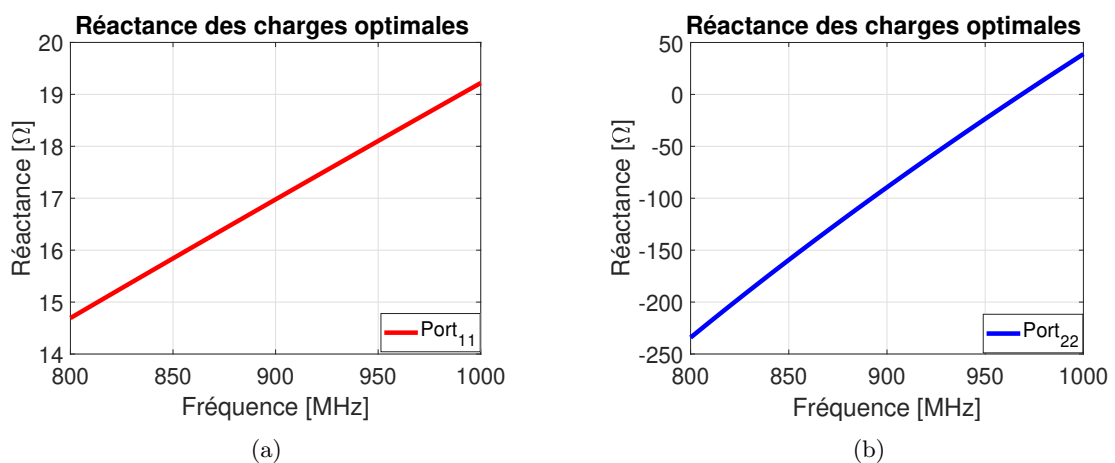 Réactance des charges optimales
20
19
18
17
16
15
14
Réactance [Ω]
800
850
900
950
1000
Fréquence [MHz]
Port11
(a)
Réactance des charges optimales
50
0
-50
-100
-150
-200
-250
Réactance [Ω]
800
850
900
950
1000
Fréquence [MHz]
Port22
(b)